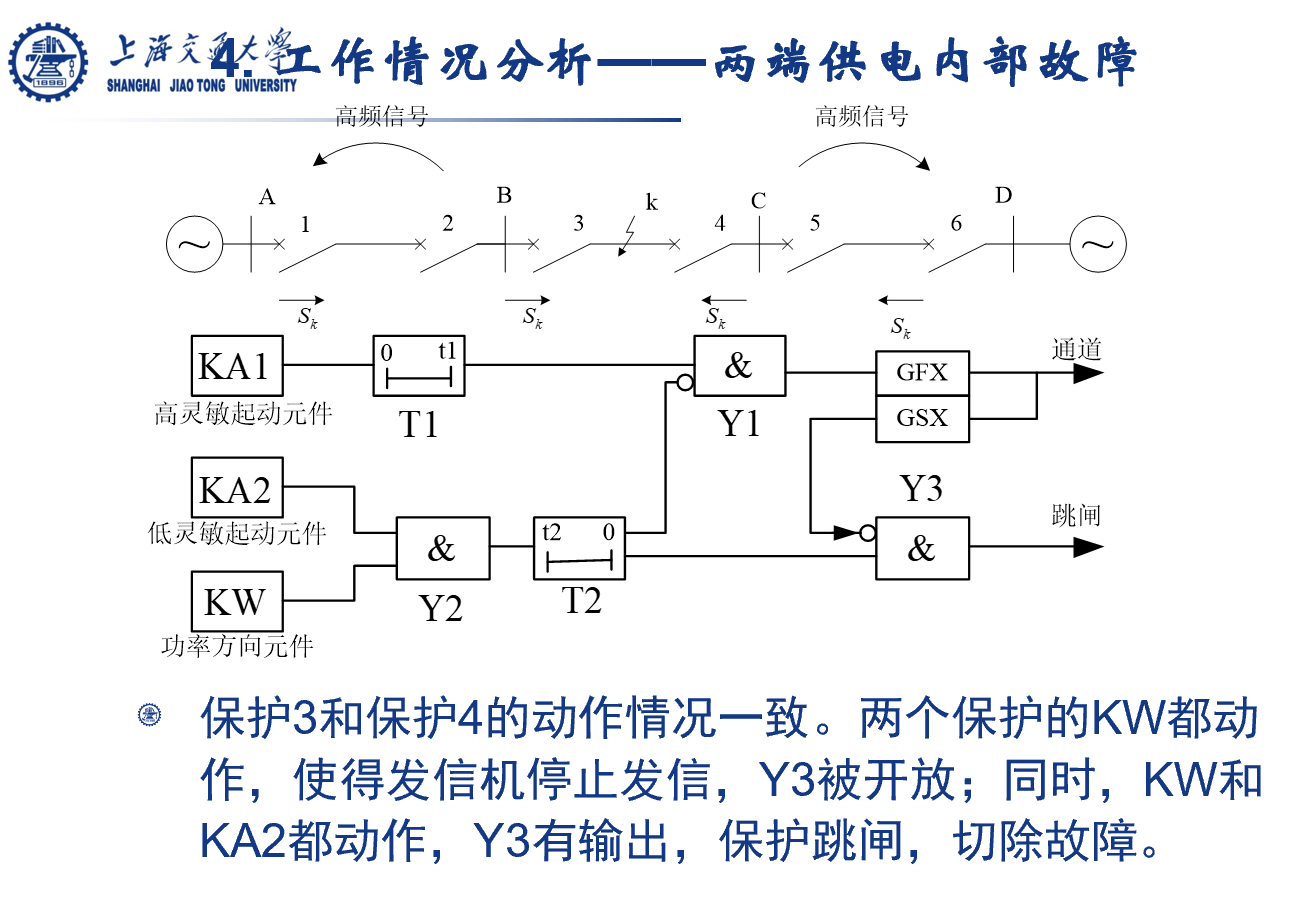 上海交通大学
SHANGHAI JIAO TONG UNIVERSITY
1896
4. 工作情况分析——两端供电内部故障
高频信号
高频信号
A 1 2 B 3 k 4 C 5 6 D
~ ~
Sk Sk Sk Sk
KA1
高灵敏起动元件
0 t1
T1
&
Y1
GFX
GSX
通道
KA2
低灵敏起动元件
KW
功率方向元件
&
Y2
t2 0
T2
Y3
&
跳闸
保护3和保护4的动作情况一致。两个保护的KW都动
作，使得发信机停止发信，Y3被开放；同时，KW和
KA2都动作，Y3有输出，保护跳闸，切除故障。